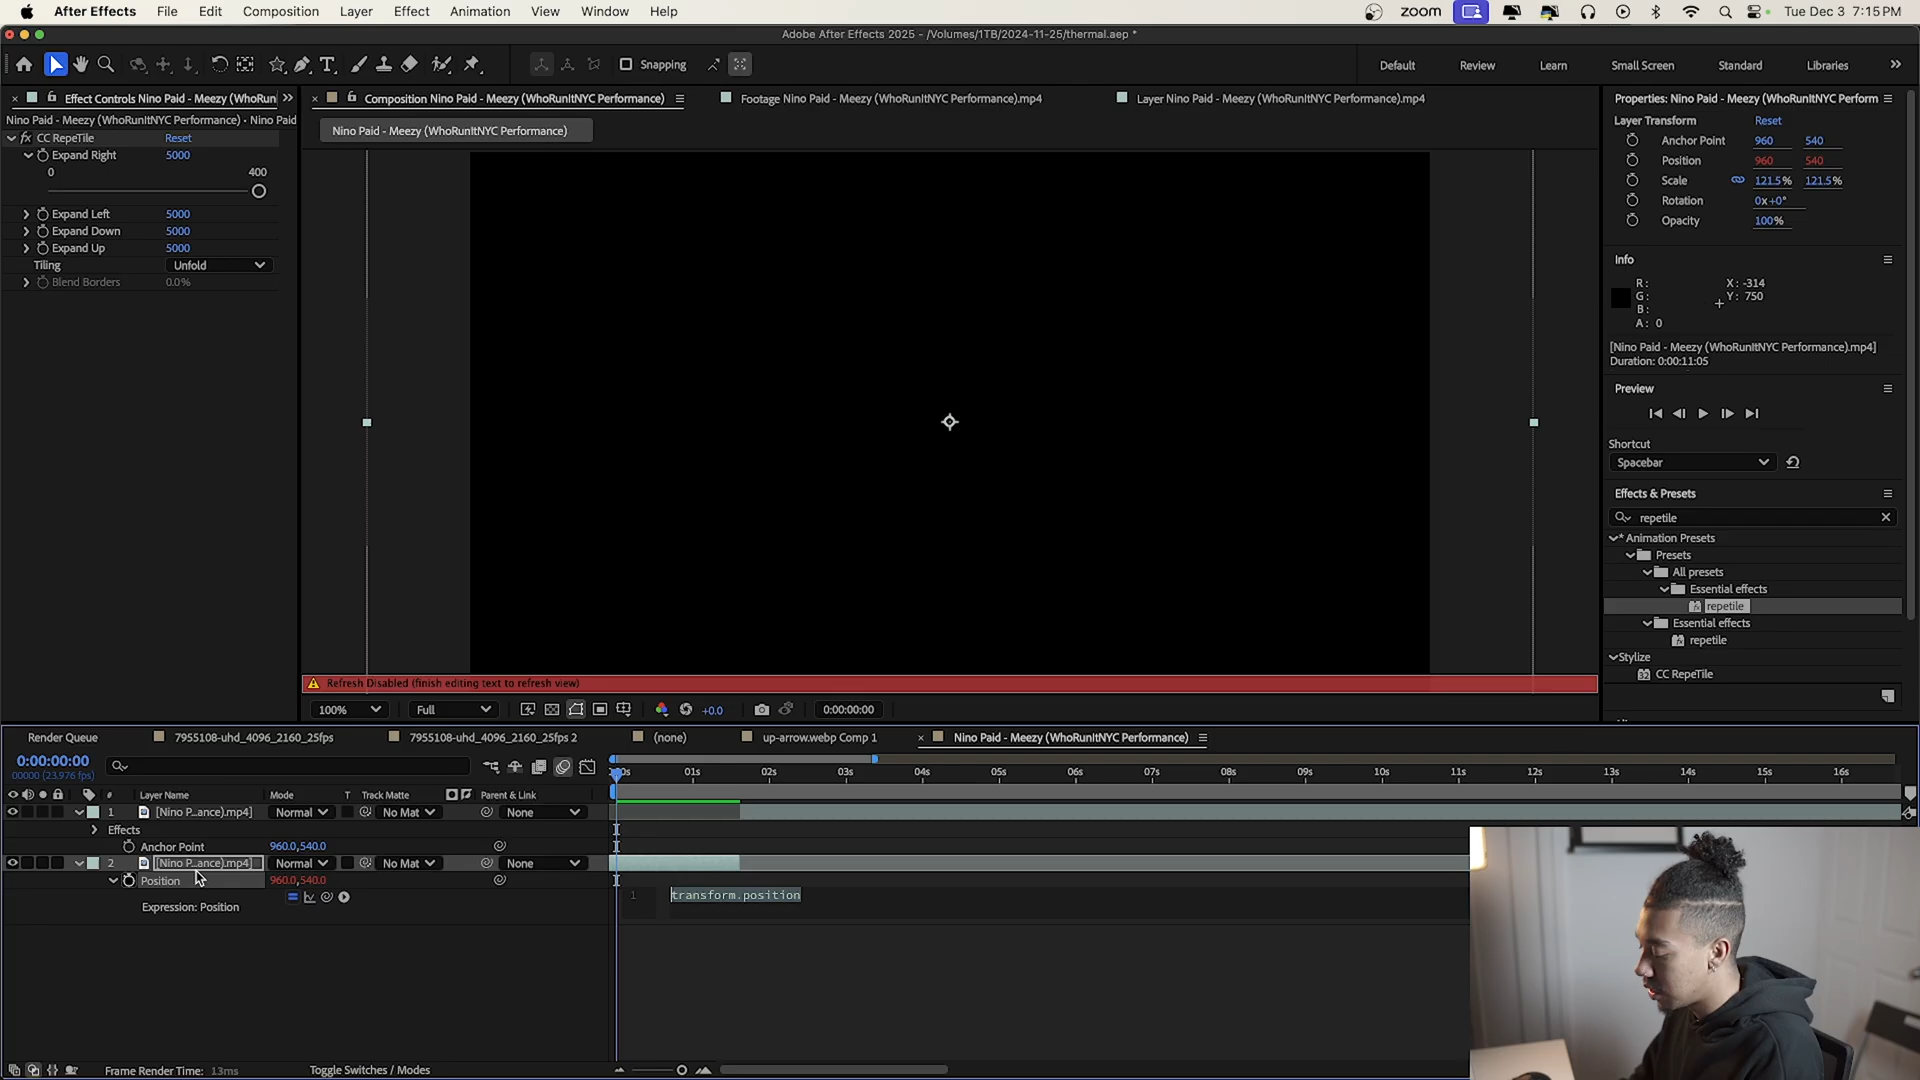 After Effects File Edit Composition Layer Effect Animation View Window Help zoom Tue Dec 3 7:15 PM
Adobe After Effects 2025 - /Volumes/1TB/2024-11-25/thermal.aep *
Snapping Default Review Learn Small Screen Standard Libraries
Effect Controls Nino Paid - Meezy (WhoRun
Composition Nino Paid - Meezy (WhoRunItNYC Performance)
Footage Nino Paid - Meezy (WhoRunItNYC Performance).mp4
Layer Nino Paid - Meezy (WhoRunItNYC Performance).mp4
Properties: Nino Paid - Meezy (WhoRunItNYC Perform
Nino Paid - Meezy (WhoRunItNYC Performance) • Nino Paid
Nino Paid - Meezy (WhoRunItNYC Performance)
fx CC RepeTile Reset
Expand Right 5000
0 400
Expand Left 5000
Expand Down 5000
Expand Up 5000
Tiling Unfold
Blend Borders 0.0%
Layer Transform Reset
Anchor Point 960 540
Position 960 540
Scale 121.5% 121.5%
Rotation 0x+0°
Opacity 100%
Info
R: X: -314
G: Y: 750
B:
A: 0
[Nino Paid - Meezy (WhoRunItNYC Performance).mp4]
Duration: 0:00:11:05
Preview
Shortcut
Spacebar
Effects & Presets
repetile
* Animation Presets
Presets
All presets
Essential effects
repetile
Essential effects
repetile
Stylize
32 CC RepeTile
Refresh Disabled (finish editing text to refresh view)
100% Full +0.0 0:00:00:00
Render Queue 7955108-uhd_4096_2160_25fps 7955108-uhd_4096_2160_25fps 2 (none) up-arrow.webp Comp 1 Nino Paid - Meezy (WhoRunItNYC Performance)
0:00:00:00
00000 (23.976 fps)
01s 02s 03s 04s 05s 06s 07s 08s 09s 10s 11s 12s 13s 14s 15s 16s
# Layer Name Mode T Track Matte Parent & Link
1 [Nino P...ance).mp4] Normal No Mat None
Effects
Anchor Point 960.0,540.0
2 [Nino P...ance).mp4] Normal No Mat None
Position 960.0,540.0
1 transform.position
Expression: Position
Frame Render Time: 13ms Toggle Switches / Modes